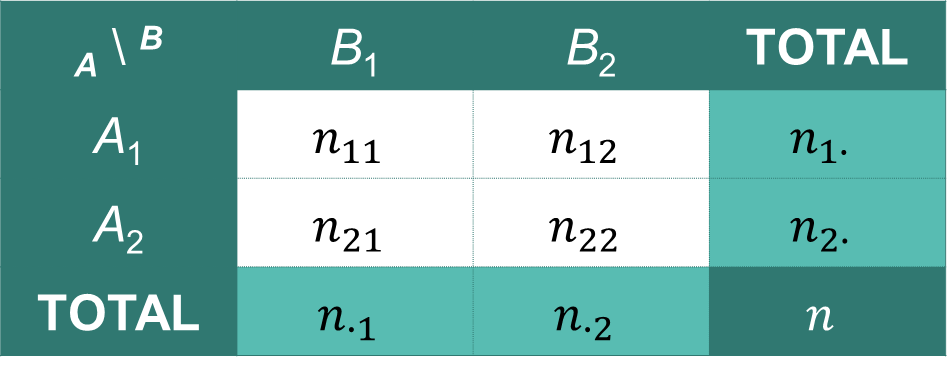 A \ B B₁ B₂ TOTAL
A₁ n₁₁ n₁₂ n₁.
A₂ n₂₁ n₂₂ n₂.
TOTAL n.₁ n.₂ n